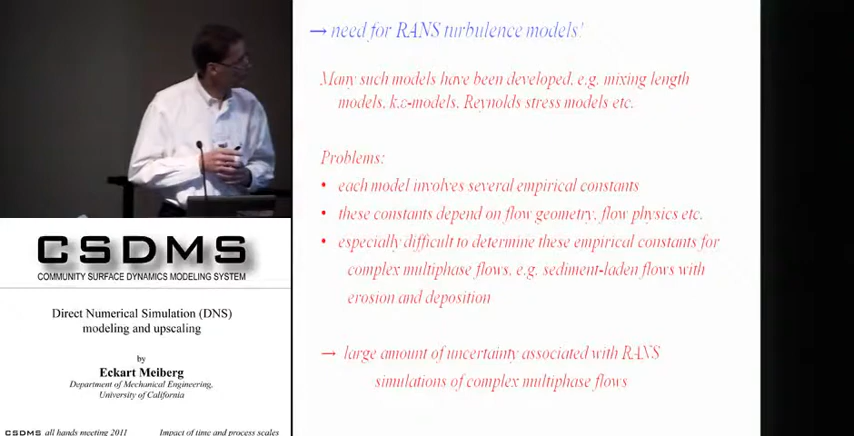 → need for RANS turbulence models!
Many such models have been developed, e.g. mixing length
models, k,ε-models, Reynolds stress models etc.
Problems:
• each model involves several empirical constants
• these constants depend on flow geometry, flow physics etc.
• especially difficult to determine these empirical constants for
complex multiphase flows, e.g. sediment-laden flows with
erosion and deposition
→ large amount of uncertainty associated with RANS
simulations of complex multiphase flows
CSDMS
COMMUNITY SURFACE DYNAMICS MODELING SYSTEM
Direct Numerical Simulation (DNS)
modeling and upscaling
by
Eckart Meiberg
Department of Mechanical Engineering,
University of California
CSDMS all hands meeting 2011 Impact of time and process scales